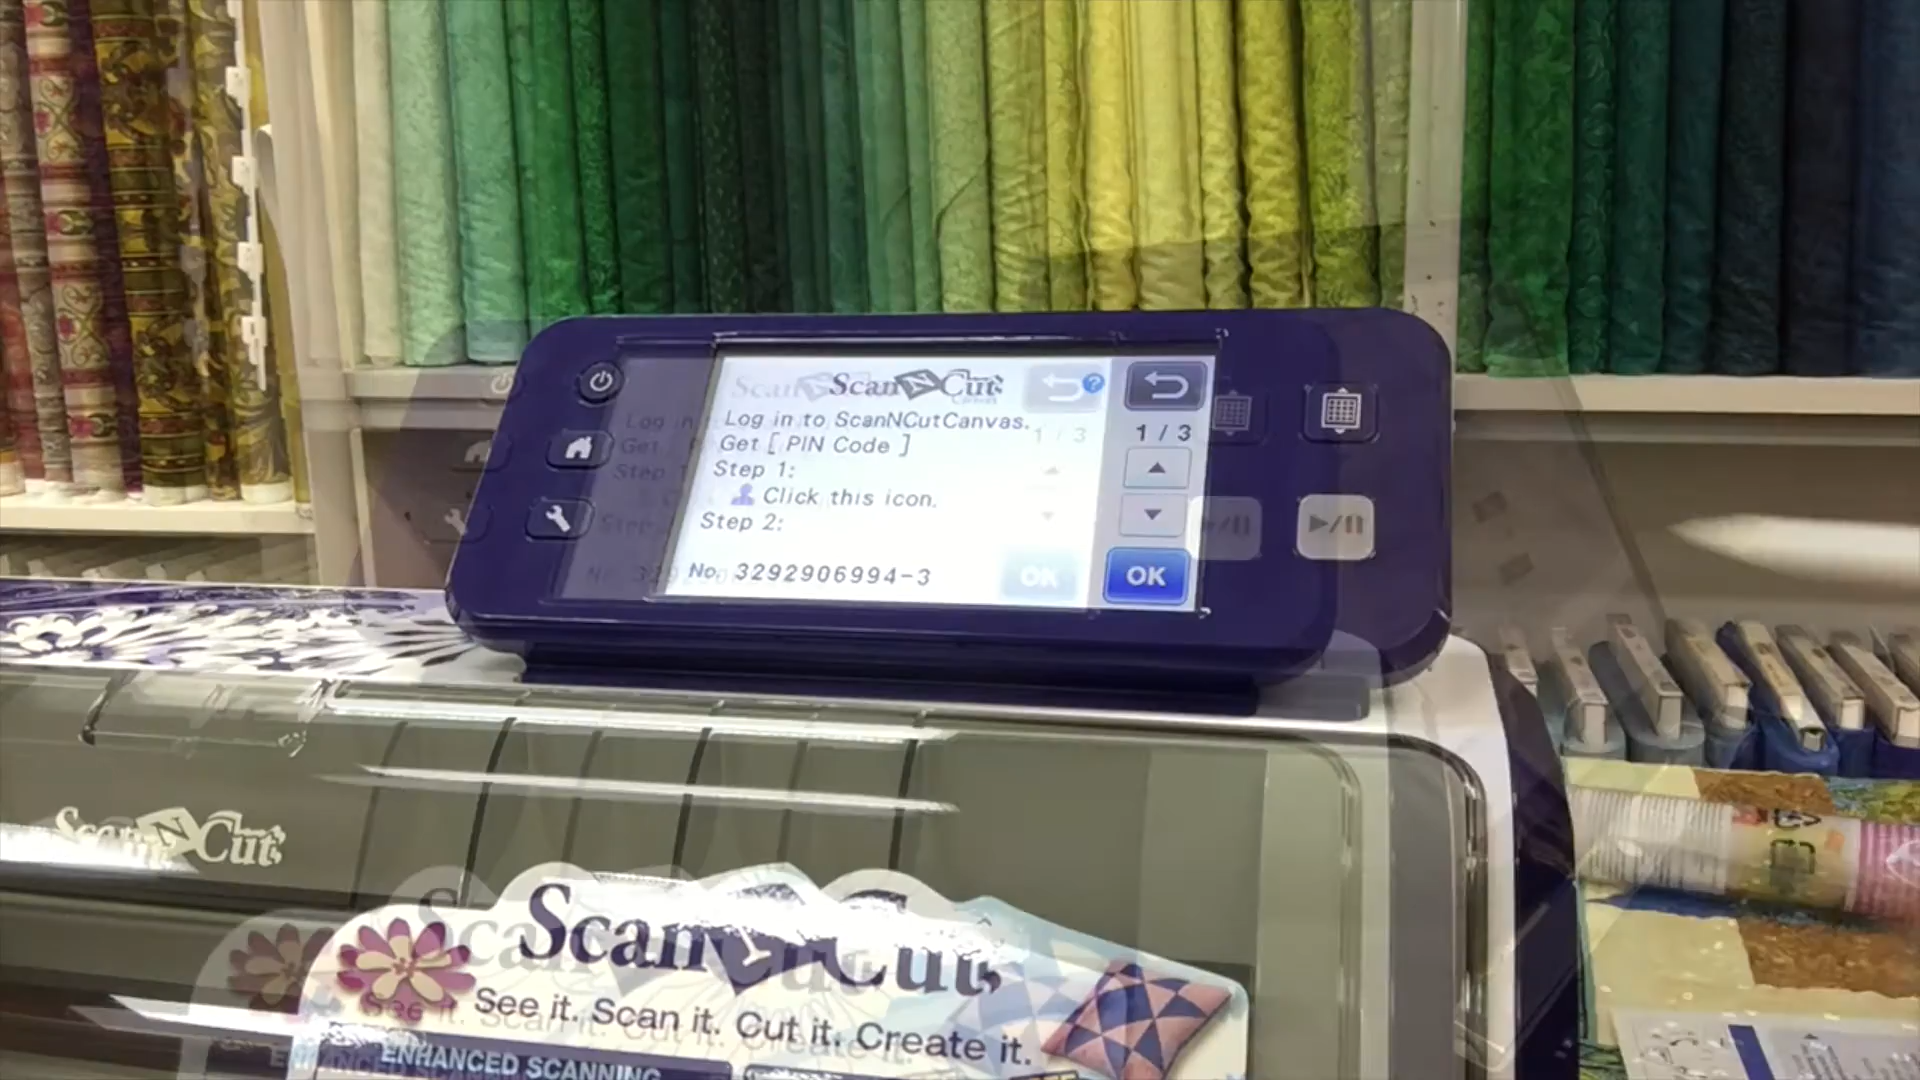 ScanNCut
Log in to ScanNCutCanvas.
Get [ PIN Code ]
Step 1:
Click this icon.
Step 2:
No. 3292906994-3
1 / 3
OK
ScanNCut
ScanNCut
See it. Scan it. Cut it. Create it.
ENHANCED SCANNING